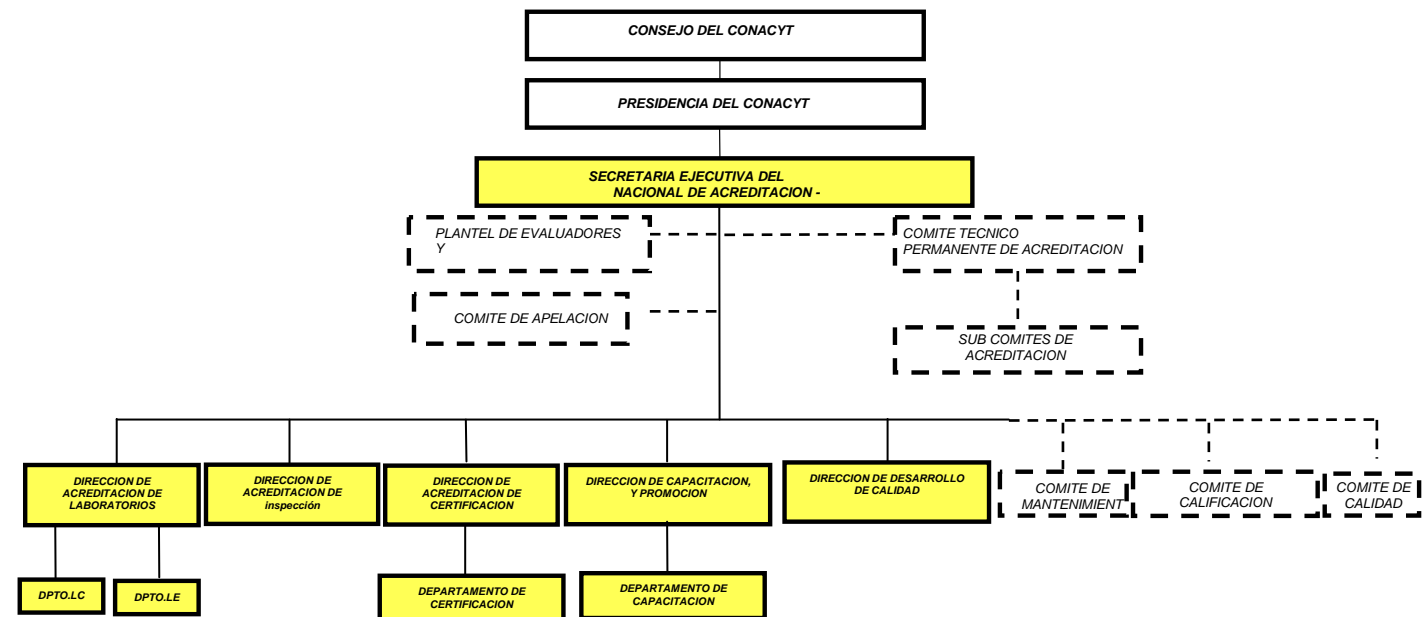 CONSEJO DEL CONACYT
PRESIDENCIA DEL CONACYT
SECRETARIA EJECUTIVA DEL
NACIONAL DE ACREDITACION -
PLANTEL DE EVALUADORES
Y
COMITE TECNICO
PERMANENTE DE ACREDITACION
COMITE DE APELACION
SUB COMITES DE
ACREDITACION
DIRECCION DE
ACREDITACION DE
LABORATORIOS
DIRECCION DE
ACREDITACION DE
inspección
DIRECCION DE
ACREDITACION DE
CERTIFICACION
DIRECCION DE CAPACITACION,
Y PROMOCION
DIRECCION DE DESARROLLO
DE CALIDAD
COMITE DE
MANTENIMIENT
COMITE DE
CALIFICACION
COMITE DE
CALIDAD
DPTO.LC
DPTO.LE
DEPARTAMENTO DE
CERTIFICACION
DEPARTAMENTO DE
CAPACITACION